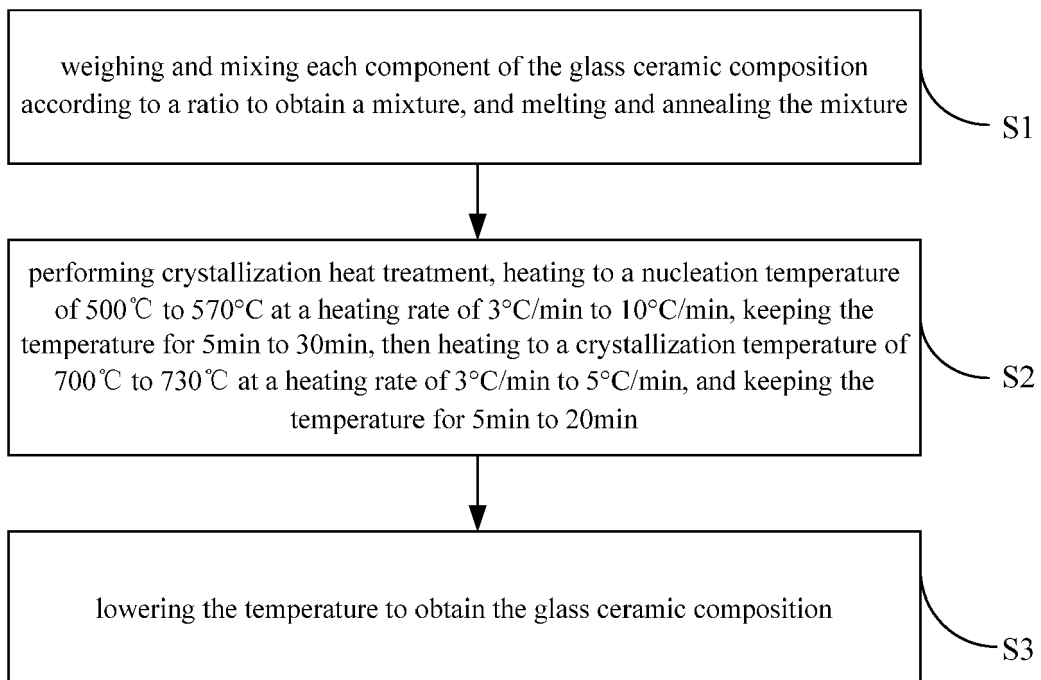 weighing and mixing each component of the glass ceramic composition
according to a ratio to obtain a mixture, and melting and annealing the mixture
S1
performing crystallization heat treatment, heating to a nucleation temperature
of 500℃ to 570°C at a heating rate of 3°C/min to 10°C/min, keeping the
temperature for 5min to 30min, then heating to a crystallization temperature of
700℃ to 730℃ at a heating rate of 3°C/min to 5°C/min, and keeping the
temperature for 5min to 20min
S2
lowering the temperature to obtain the glass ceramic composition
S3